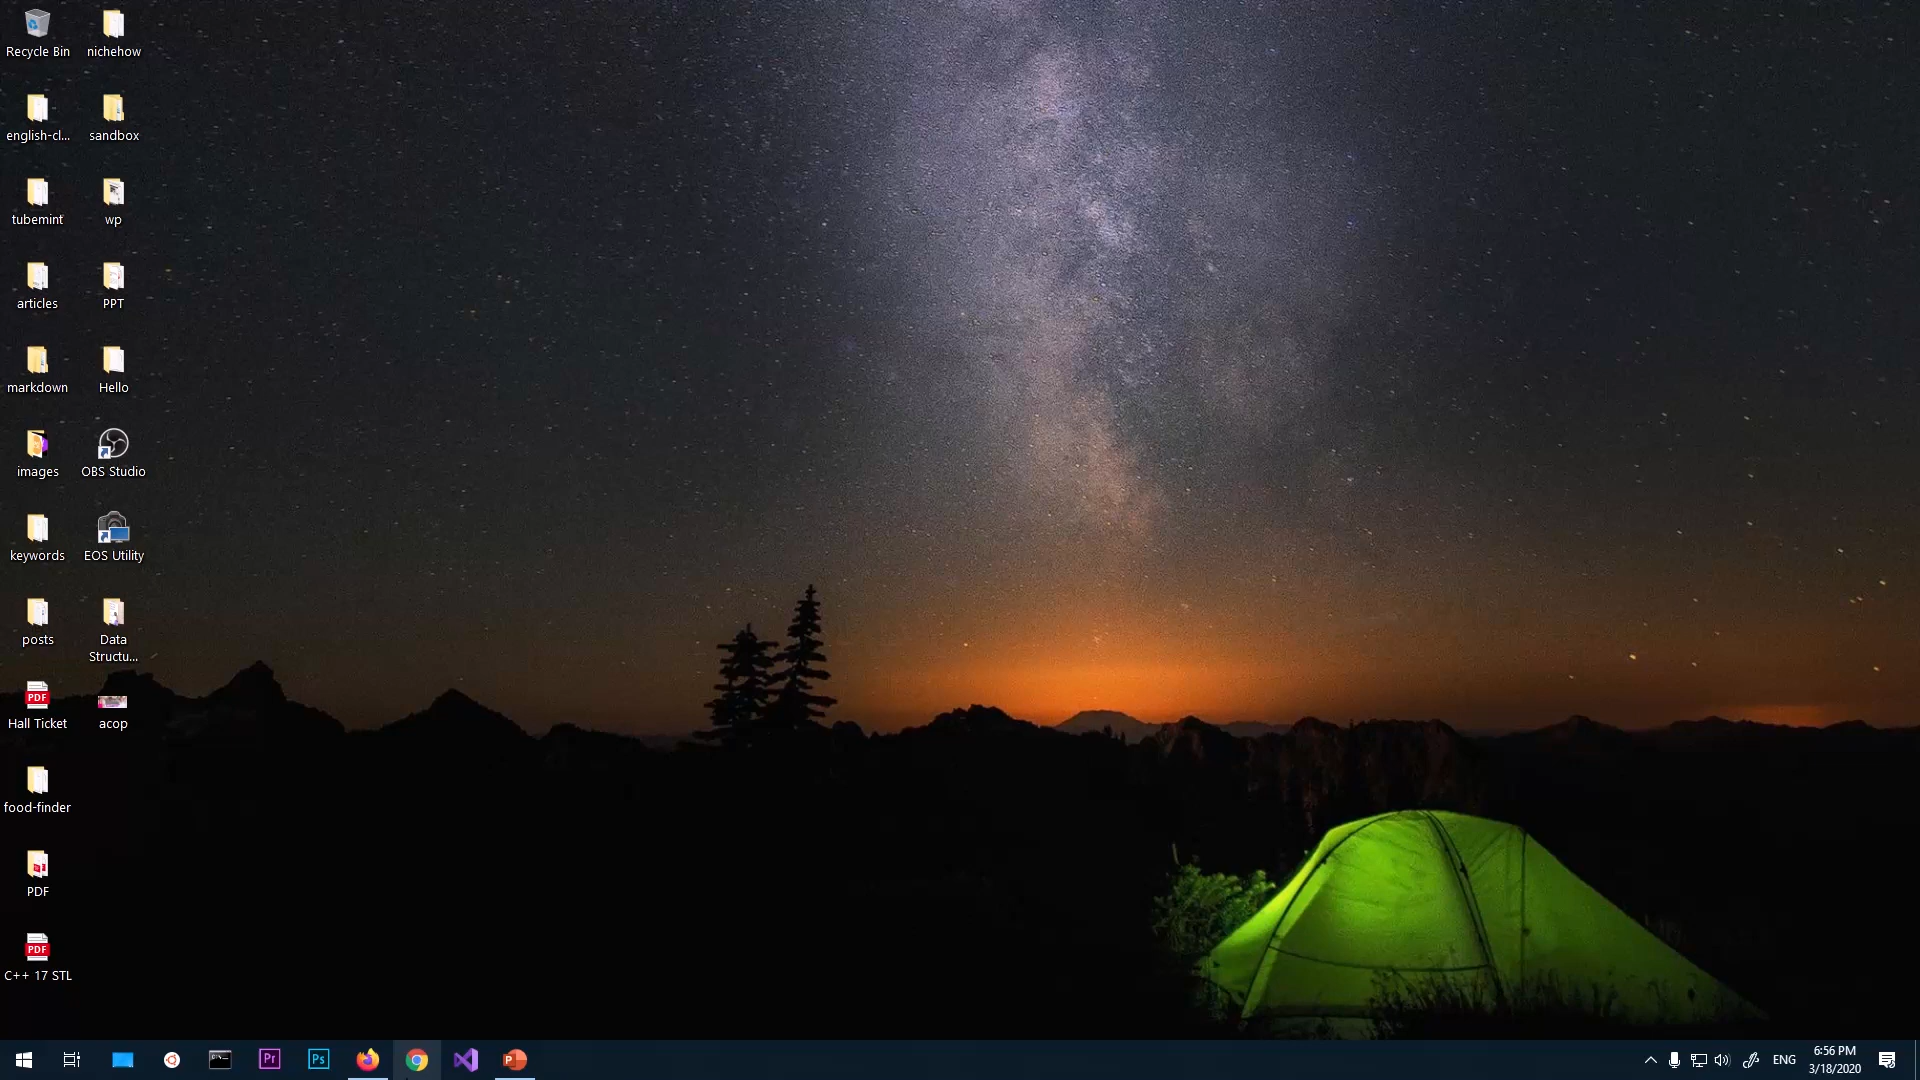 Recycle Bin
nichehow
english-cl...
sandbox
tubemint
wp
articles
PPT
markdown
Hello
images
OBS Studio
keywords
EOS Utility
posts
Data
Structu...
PDF
Hall Ticket
acop
food-finder
PDF
PDF
C++ 17 STL
Pr
Ps
P
ENG
6:56 PM
3/18/2020